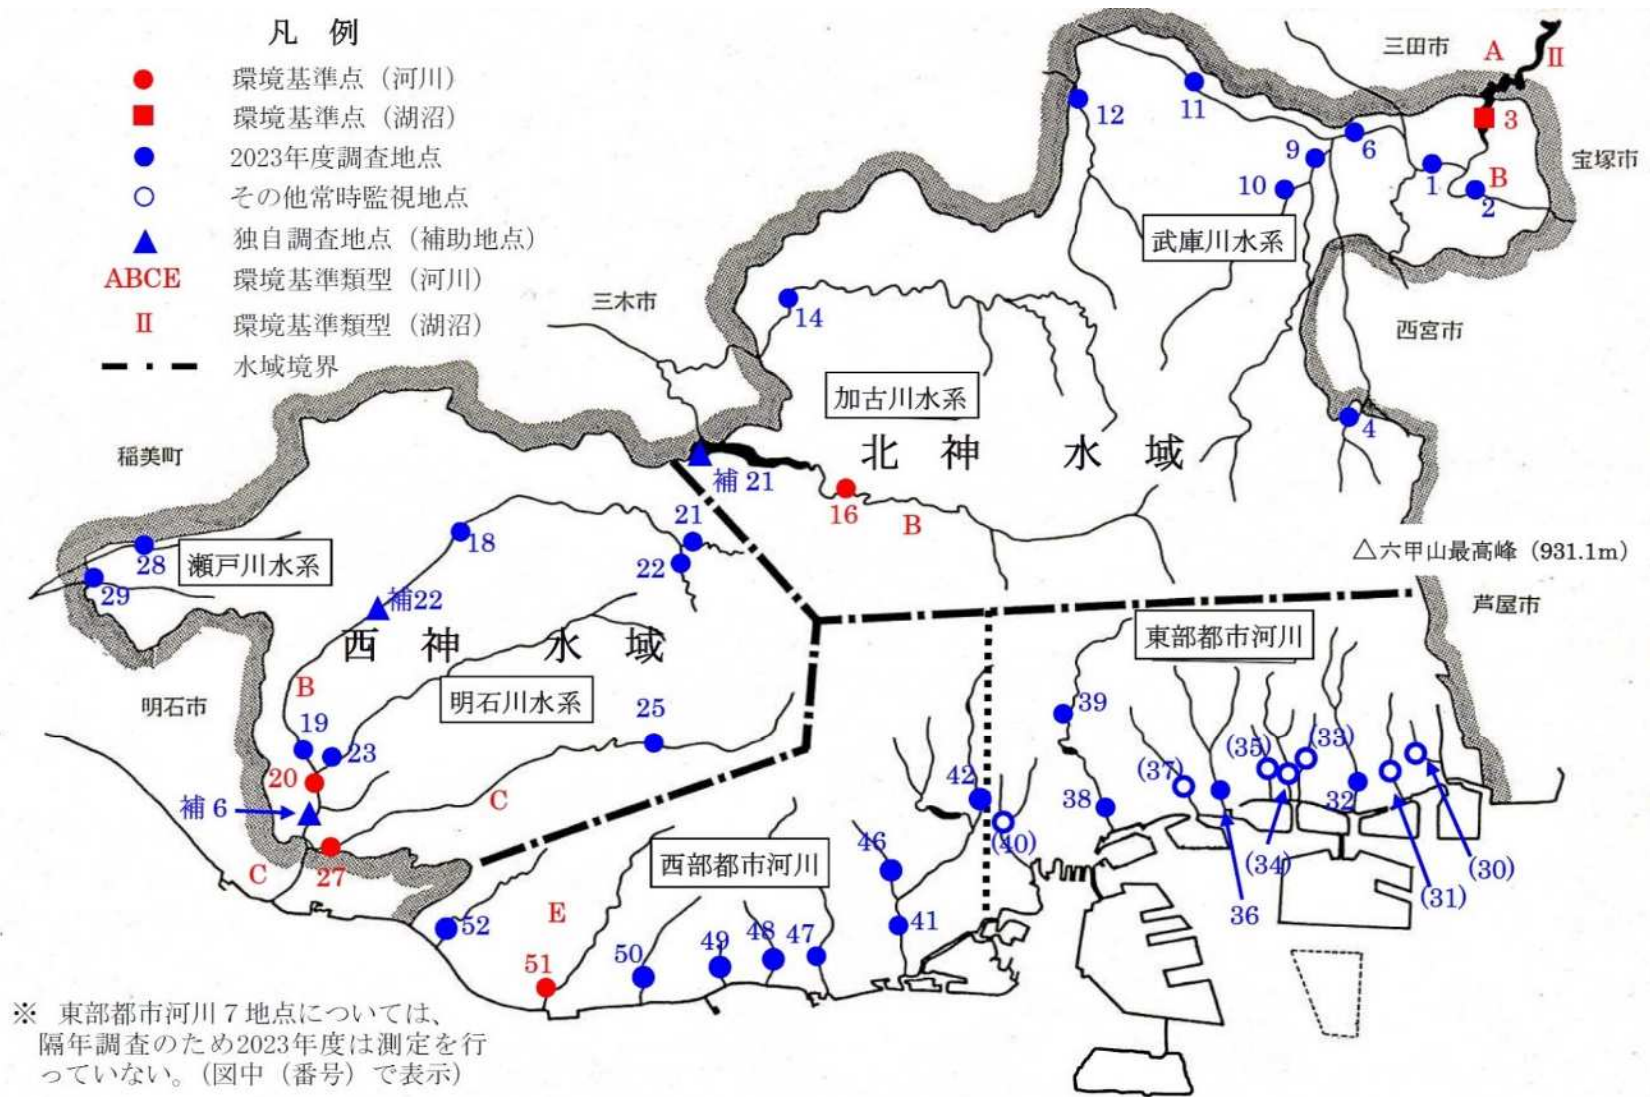 凡 例
環境基準点（河川）
環境基準点（湖沼）
2023年度調査地点
その他常時監視地点
独自調査地点（補助地点）
ABCE 環境基準類型（河川）
II 環境基準類型（湖沼）
水域境界
三田市
A
II
3
宝塚市
12
11
6
9
10
1
B
2
武庫川水系
三木市
14
西宮市
加古川水系
4
北 神 水 域
稲美町
補 21
16
B
21
18
22
28
瀬戸川水系
29
△六甲山最高峰（931.1m）
芦屋市
補22
東部都市河川
西 神 水 域
明石市
B
明石川水系
19
23
25
39
20
C
補 6
42
(37)
(35)
(33)
38
32
(40)
46
西部都市河川
(34)
(30)
(31)
36
C
27
52
E
41
51
50
49
48
47
※ 東部都市河川７地点については、
隔年調査のため2023年度は測定を行
っていない。（図中（番号）で表示）